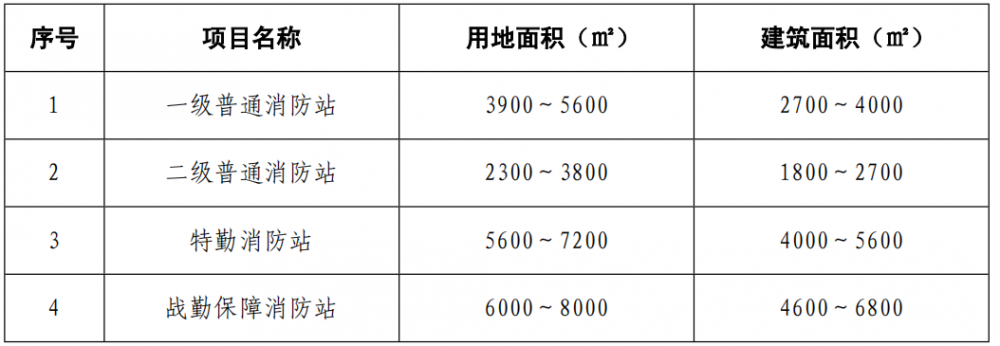 序号 项目名称 用地面积（㎡） 建筑面积（㎡）
1 一级普通消防站 3900～5600 2700～4000
2 二级普通消防站 2300～3800 1800～2700
3 特勤消防站 5600～7200 4000～5600
4 战勤保障消防站 6000～8000 4600～6800